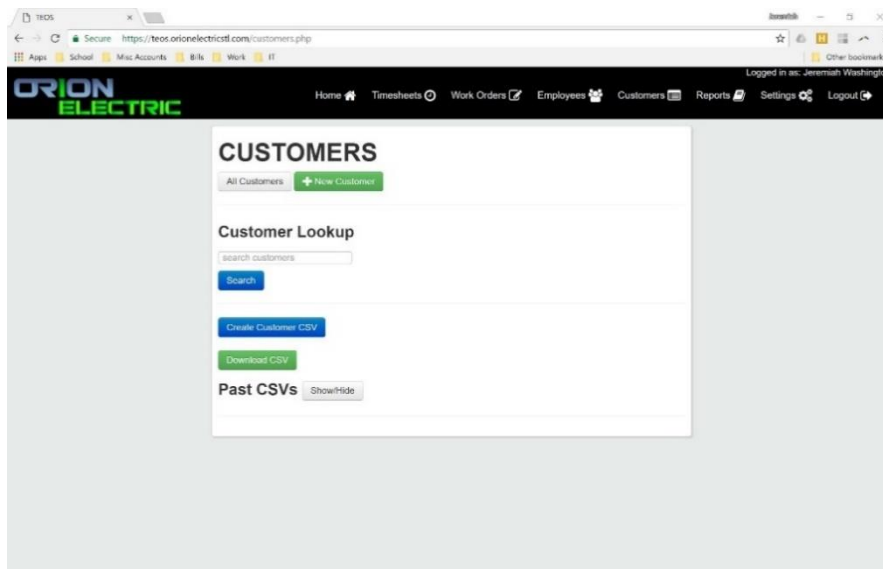 TEOS
Secure https://teos.orionelectricstl.com/customers.php
Apps School Misc Accounts Bills Work IT Other bookmark
Logged in as: Jeremiah Washingto
ORION
ELECTRIC
Home Timesheets Work Orders Employees Customers Reports Settings Logout
CUSTOMERS
All Customers New Customer
Customer Lookup
search customers
Search
Create Customer CSV
Download CSV
Past CSVs Show/Hide